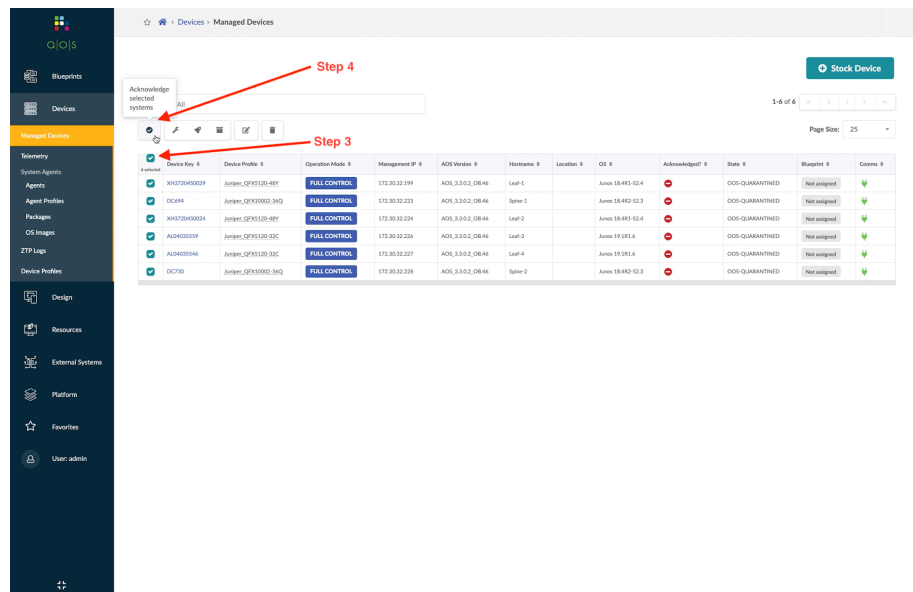 Devices › Managed Devices
a|o|s
Step 4
Stock Device
Blueprints
Acknowledge
selected
systems
All
1-6 of 6
Devices
Page Size: 25
Managed Devices
Step 3
Telemetry
System Agents
Agents
Agent Profiles
Packages
OS Images
ZTP Logs
Device Profiles
Design
Resources
External Systems
Platform
Favorites
User: admin
6 selected Device Key Device Profile Operation Mode Management IP AOS Version Hostname Location OS Acknowledged? State Blueprint Comms
XH3720450029 Juniper_QFX5120-48Y FULL CONTROL 172.30.32.199 AOS_3.3.0.2_OB.46 Leaf-1 Junos 18.4R1-S2.4 OOS-QUARANTINED Not assigned
DC694 Juniper_QFX10002-36Q FULL CONTROL 172.30.32.223 AOS_3.3.0.2_OB.46 Spine-1 Junos 18.4R2-S2.3 OOS-QUARANTINED Not assigned
XH3720450024 Juniper_QFX5120-48Y FULL CONTROL 172.30.32.224 AOS_3.3.0.2_OB.46 Leaf-2 Junos 18.4R1-S2.4 OOS-QUARANTINED Not assigned
AL04035559 Juniper_QFX5120-32C FULL CONTROL 172.30.32.226 AOS_3.3.0.2_OB.46 Leaf-3 Junos 19.1R1.6 OOS-QUARANTINED Not assigned
AL04035546 Juniper_QFX5120-32C FULL CONTROL 172.30.32.227 AOS_3.3.0.2_OB.46 Leaf-4 Junos 19.1R1.6 OOS-QUARANTINED Not assigned
DC730 Juniper_QFX10002-36Q FULL CONTROL 172.30.32.228 AOS_3.3.0.2_OB.46 Spine-2 Junos 18.4R2-S2.3 OOS-QUARANTINED Not assigned